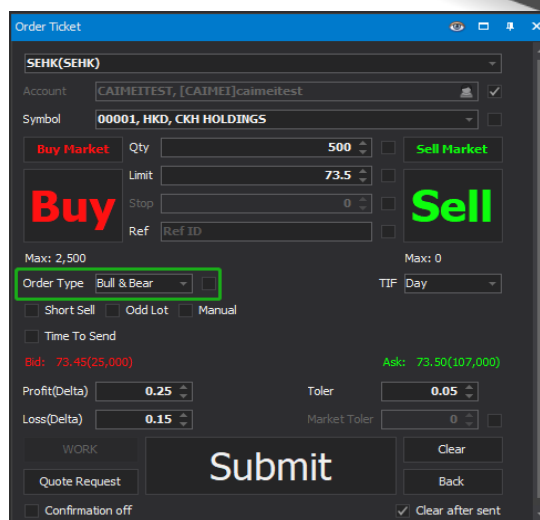 Order Ticket
SEHK(SEHK)
Account CAIMEITEST, [CAIMEI]caimeitest
Symbol 00001, HKD, CKH HOLDINGS
Buy Market Qty 500 Sell Market
Limit 73.5
Buy Stop 0 Sell
Ref Ref ID
Max: 2,500 Max: 0
Order Type Bull & Bear TIF Day
Short Sell Odd Lot Manual
Time To Send
Bid: 73.45(25,000) Ask: 73.50(107,000)
Profit(Delta) 0.25 Toler 0.05
Loss(Delta) 0.15 Market Toler 0
WORK Submit Clear
Quote Request Back
Confirmation off Clear after sent